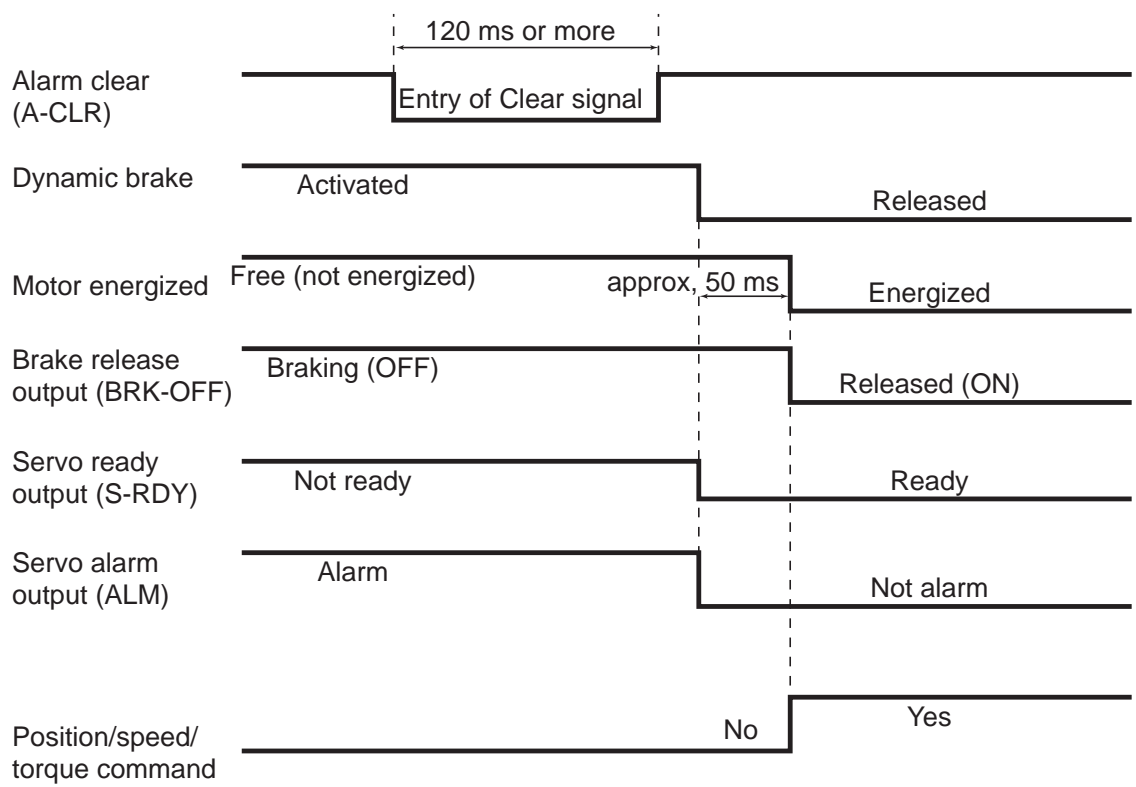 120 ms or more
Alarm clear
(A-CLR)
Entry of Clear signal
Dynamic brake
Activated
Released
Motor energized
Free (not energized)
approx, 50 ms
Energized
Brake release
output (BRK-OFF)
Braking (OFF)
Released (ON)
Servo ready
output (S-RDY)
Not ready
Ready
Servo alarm
output (ALM)
Alarm
Not alarm
Position/speed/
torque command
No
Yes